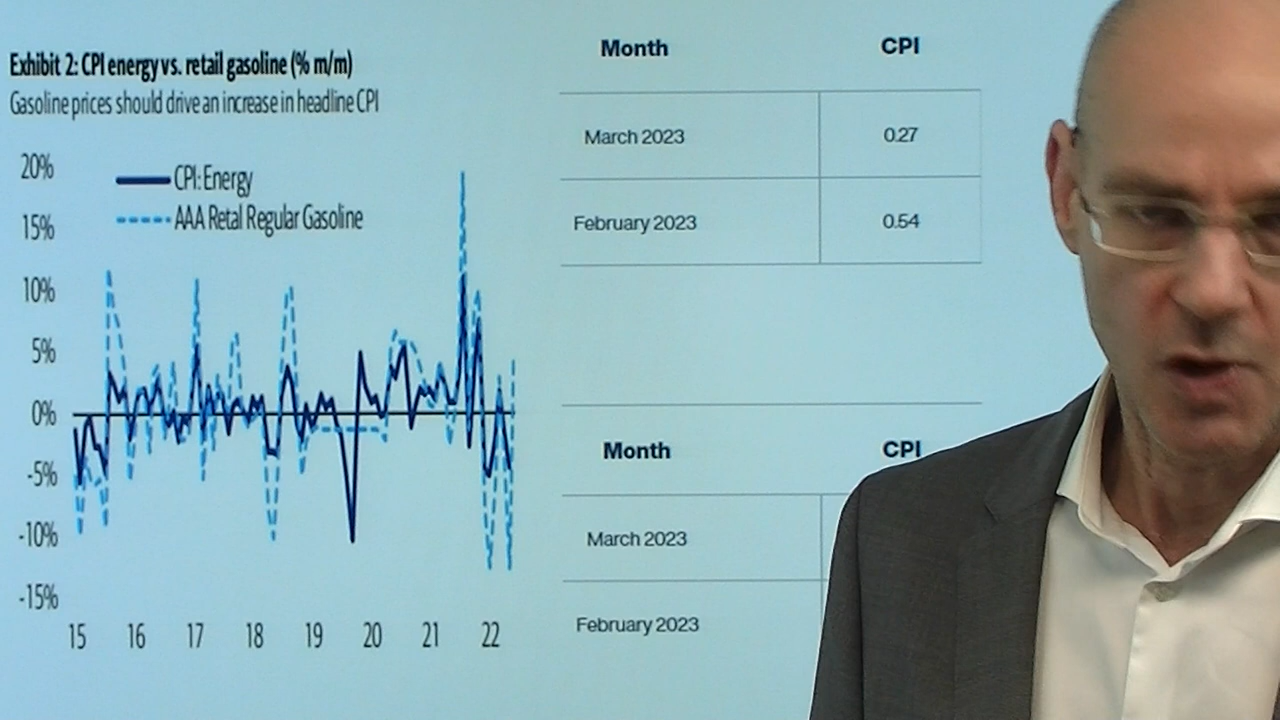 Exhibit 2: CPI energy vs. retail gasoline (% m/m)
Gasoline prices should drive an increase in headline CPI
20%
15%
10%
5%
0%
-5%
-10%
-15%
CPI: Energy
AAA Retal Regular Gasoline
15 16 17 18 19 20 21 22
Month CPI
March 2023 0.27
February 2023 0.54
Month CPI
March 2023
February 2023